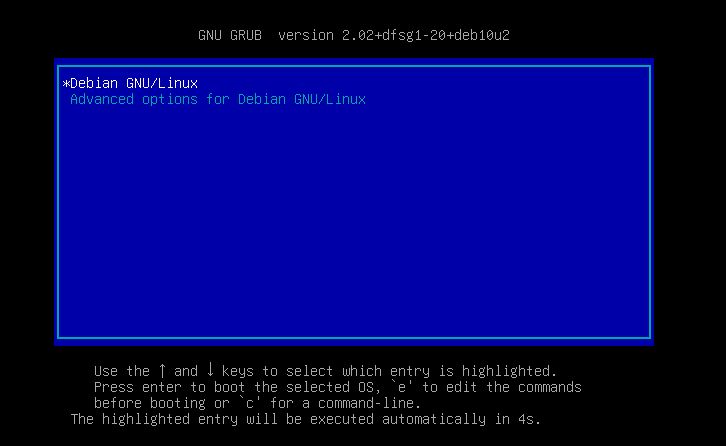 GNU GRUB  version 2.02+dfsg1-20+deb10u2
*Debian GNU/Linux
Advanced options for Debian GNU/Linux
Use the ↑ and ↓ keys to select which entry is highlighted.
Press enter to boot the selected OS, `e' to edit the commands
before booting or `c' for a command-line.
The highlighted entry will be executed automatically in 4s.